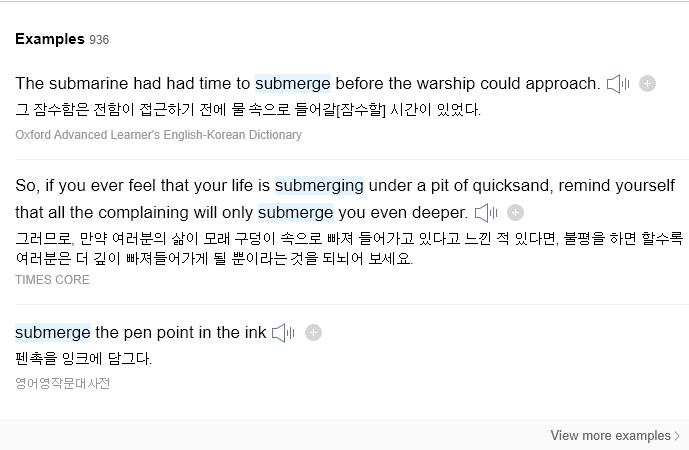 Examples 936
The submarine had had time to submerge before the warship could approach.
그 잠수함은 전함이 접근하기 전에 물 속으로 들어갈[잠수할] 시간이 있었다.
Oxford Advanced Learner's English-Korean Dictionary
So, if you ever feel that your life is submerging under a pit of quicksand, remind yourself
that all the complaining will only submerge you even deeper.
그러므로, 만약 여러분의 삶이 모래 구덩이 속으로 빠져 들어가고 있다고 느낀 적 있다면, 불평을 하면 할수록
여러분은 더 깊이 빠져들어가게 될 뿐이라는 것을 되뇌어 보세요.
TIMES CORE
submerge the pen point in the ink
펜촉을 잉크에 담그다.
영어영작문대사전
View more examples >